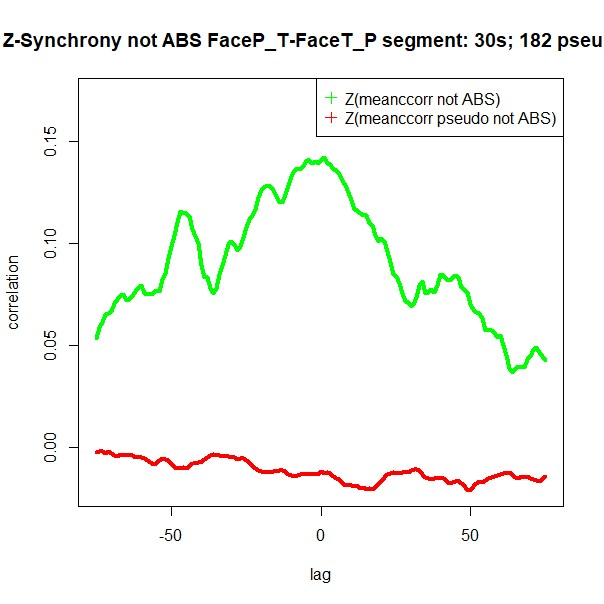 Z-Synchrony not ABS FaceP_T-FaceT_P segment: 30s; 182 pseu
Z(meanccorr not ABS)
Z(meanccorr pseudo not ABS)
0.15
0.10
0.05
0.00
correlation
-50
0
50
lag